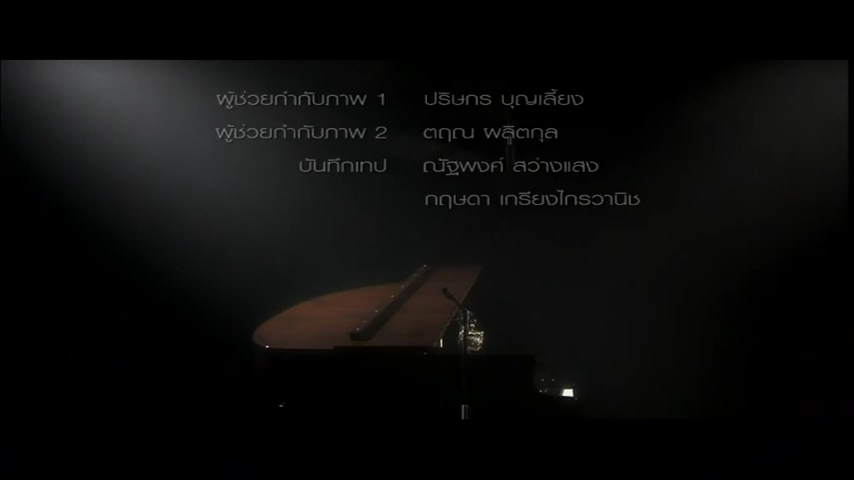 ผู้ช่วยกำกับภาพ 1 ปริษกร บุญเลี้ยง
ผู้ช่วยกำกับภาพ 2 ตฤณ ผลิตกุล
บันทึกเทป ณัฐพงศ์ สว่างแสง
กฤษดา เกรียงไกรวานิช